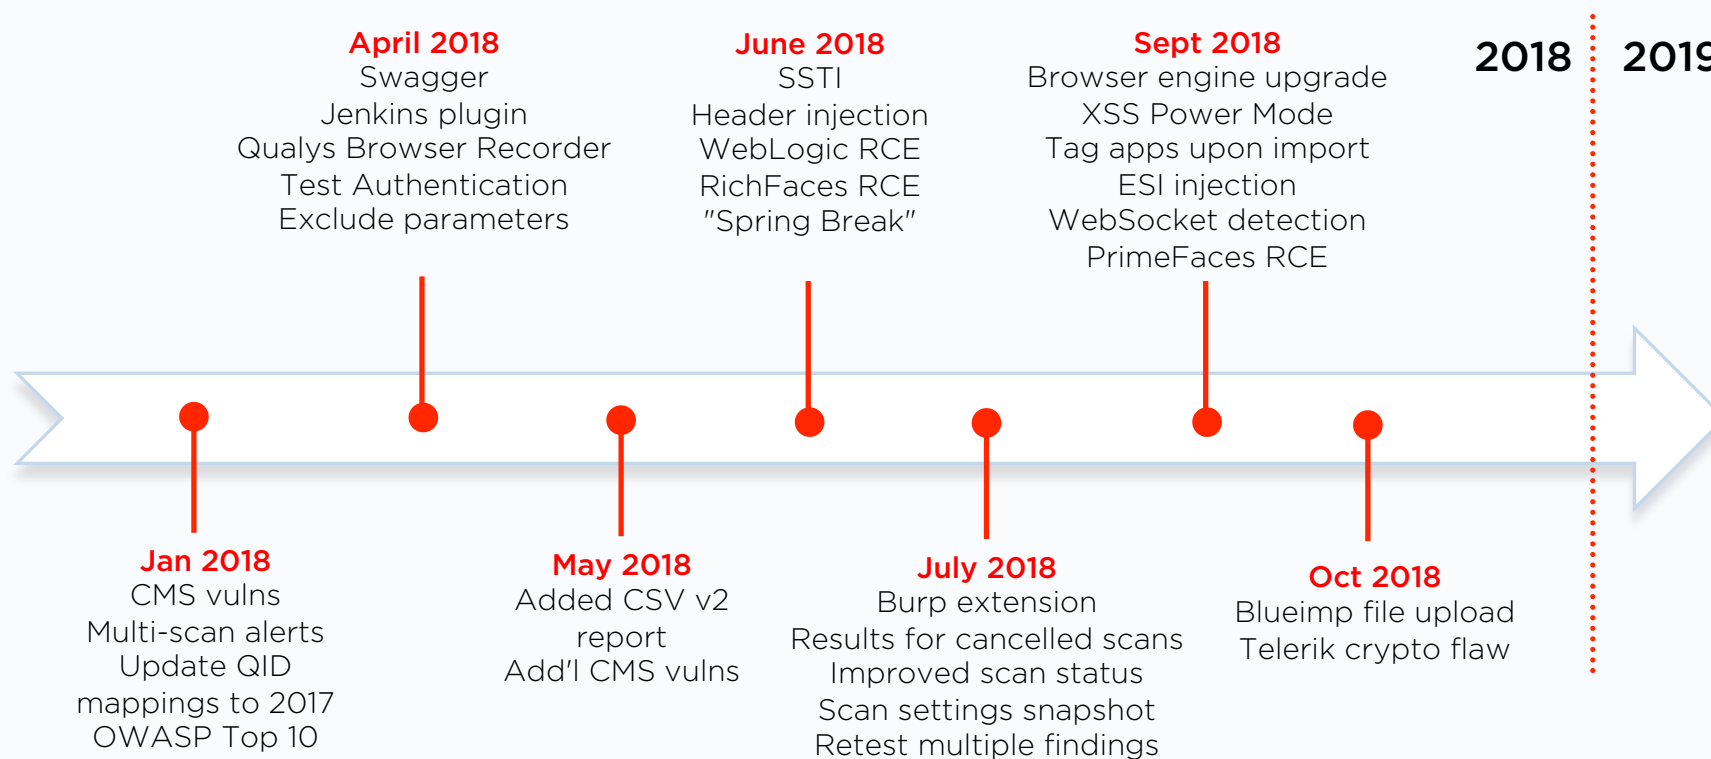 April 2018
Swagger
Jenkins plugin
Qualys Browser Recorder
Test Authentication
Exclude parameters
June 2018
SSTI
Header injection
WebLogic RCE
RichFaces RCE
"Spring Break"
Sept 2018
Browser engine upgrade
XSS Power Mode
Tag apps upon import
ESI injection
WebSocket detection
PrimeFaces RCE
2018
2019
Jan 2018
CMS vulns
Multi-scan alerts
Update QID
mappings to 2017
OWASP Top 10
May 2018
Added CSV v2
report
Add'l CMS vulns
July 2018
Burp extension
Results for cancelled scans
Improved scan status
Scan settings snapshot
Retest multiple findings
Oct 2018
Blueimp file upload
Telerik crypto flaw